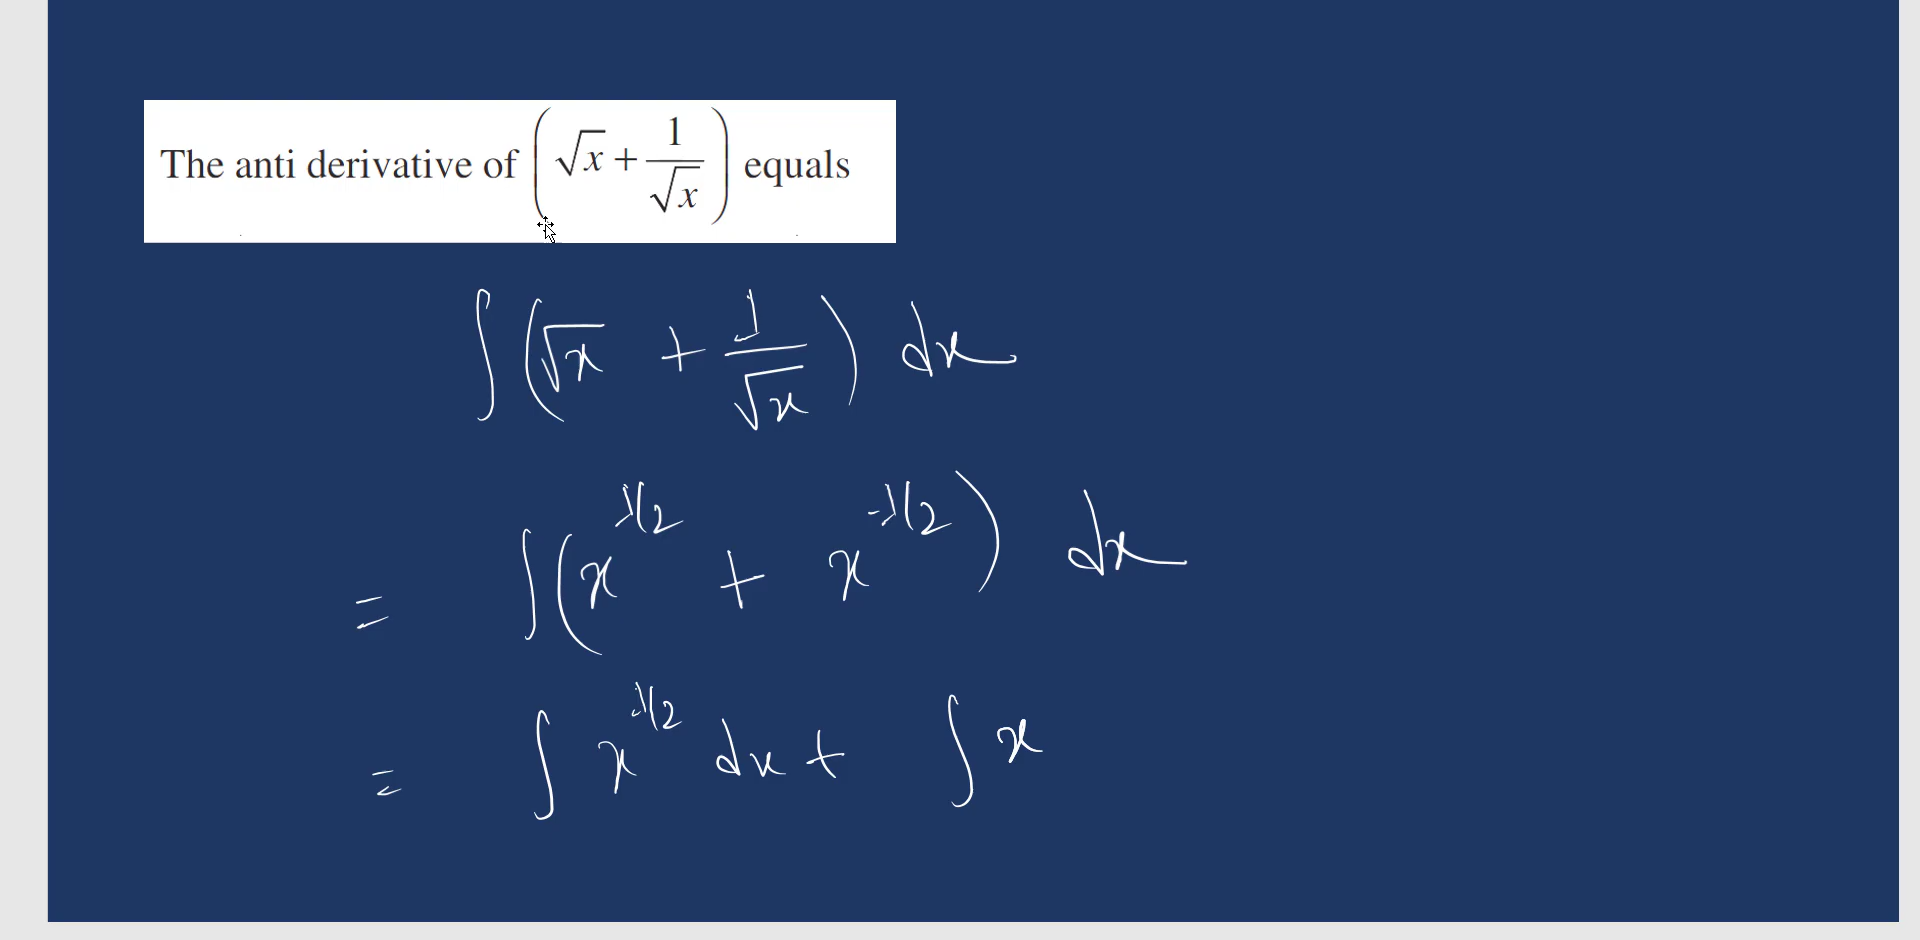 The anti derivative of (√x + 1/√x) equals
∫(√x + 1/√x) dx
= ∫(x^1/2 + x^-1/2) dx
= ∫ x^1/2 dx + ∫ x